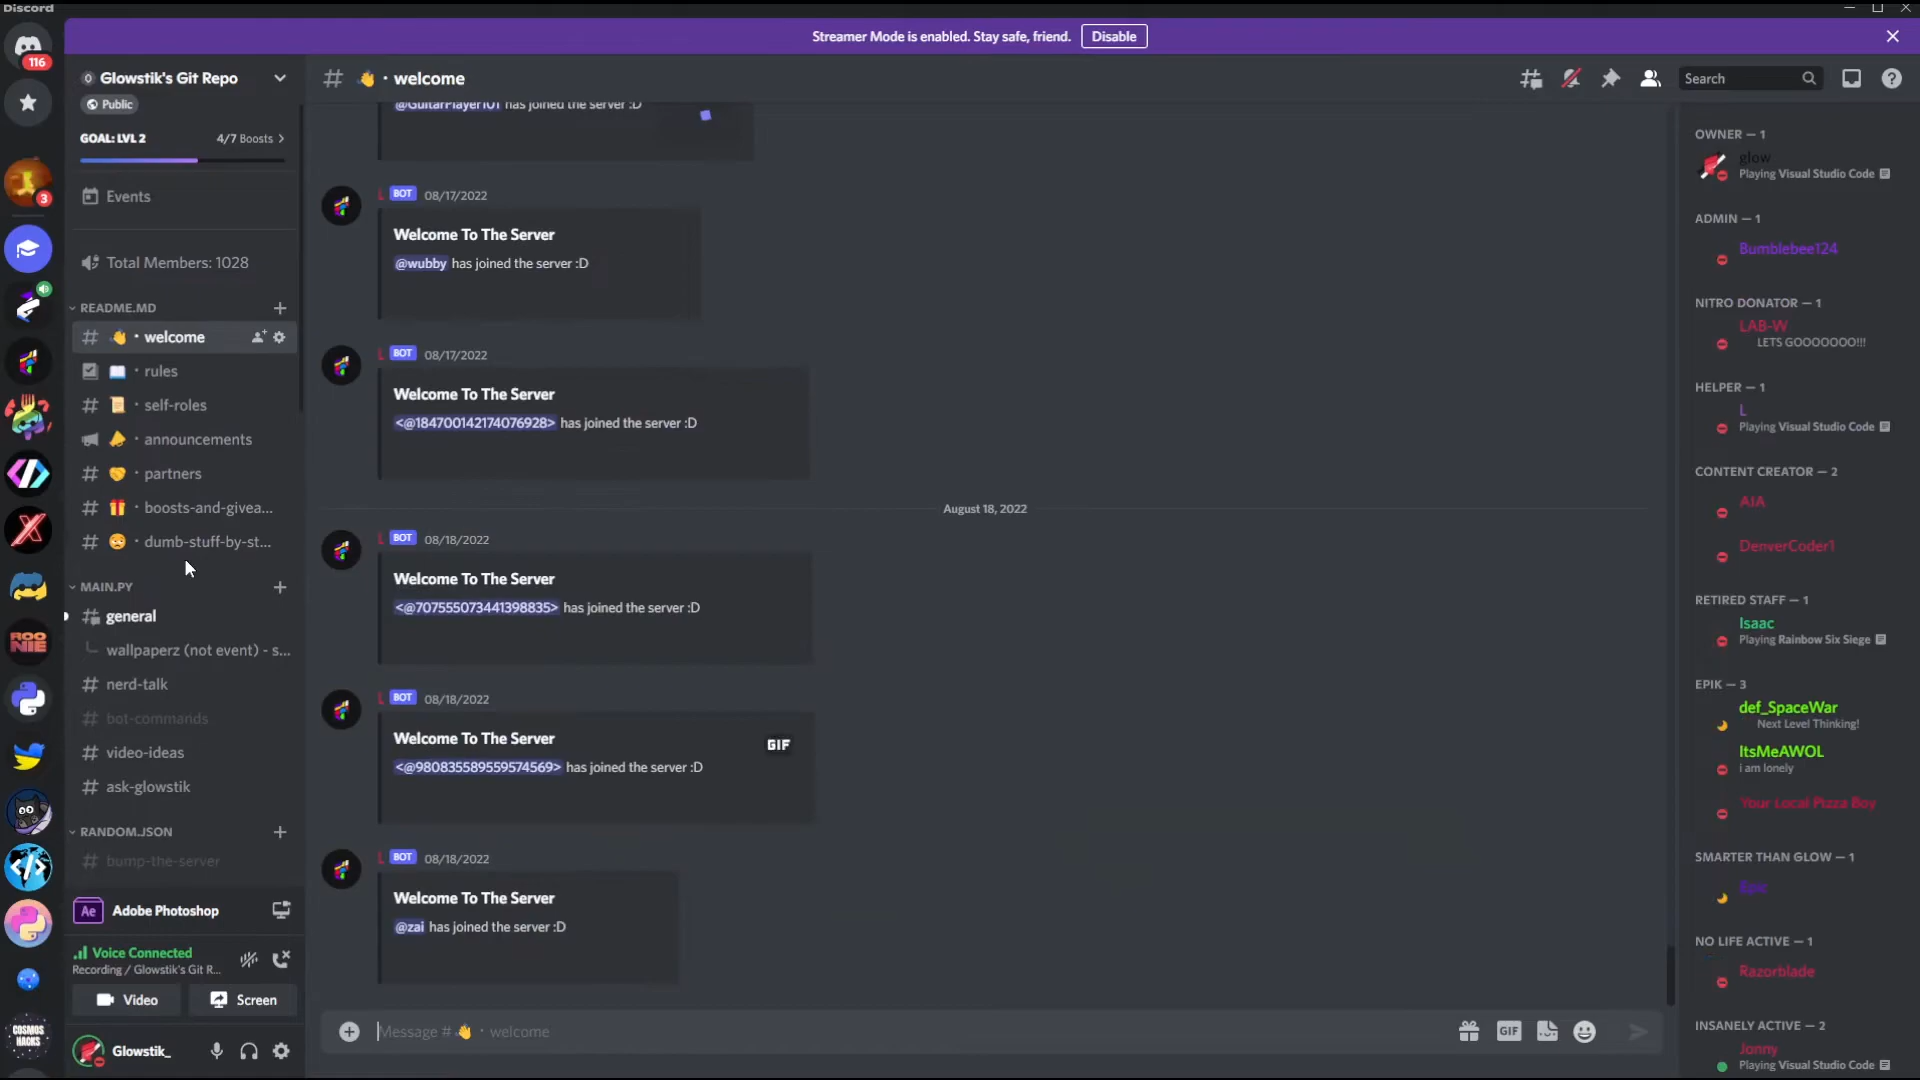 Discord
Streamer Mode is enabled. Stay safe, friend. Disable
116
Glowstik's Git Repo
Public
GOAL: LVL 2 4/7 Boosts
Events
Total Members: 1028
README.MD
welcome
rules
self-roles
announcements
partners
boosts-and-givea...
dumb-stuff-by-st...
MAIN.PY
general
wallpaperz (not event) - s...
nerd-talk
bot-commands
video-ideas
ask-glowstik
RANDOM.JSON
bump-the-server
Ae Adobe Photoshop
Voice Connected
Recording / Glowstik's Git R...
Video Screen
Glowstik_
3
ROO
NIE
COSMOS
HACKS
# 👋 · welcome
Search
@GuitarPlayer101 has joined the server :D
BOT 08/17/2022
Welcome To The Server
@wubby has joined the server :D
BOT 08/17/2022
Welcome To The Server
<@184700142174076928> has joined the server :D
August 18, 2022
BOT 08/18/2022
Welcome To The Server
<@707555073441398835> has joined the server :D
BOT 08/18/2022
Welcome To The Server
GIF
<@980835589559574569> has joined the server :D
BOT 08/18/2022
Welcome To The Server
@zai has joined the server :D
Message # 👋 · welcome
GIF
OWNER — 1
glow
Playing Visual Studio Code
ADMIN — 1
Bumblebee124
NITRO DONATOR — 1
LAB-W
LETS GOOOOOOO!!!
HELPER — 1
L
Playing Visual Studio Code
CONTENT CREATOR — 2
AJA
DenverCoder1
RETIRED STAFF — 1
Isaac
Playing Rainbow Six Siege
EPIK — 3
def_SpaceWar
Next Level Thinking!
ItsMeAWOL
i am lonely
Your Local Pizza Boy
SMARTER THAN GLOW — 1
Epic
NO LIFE ACTIVE — 1
Razorblade
INSANELY ACTIVE — 2
Jonny
Playing Visual Studio Code